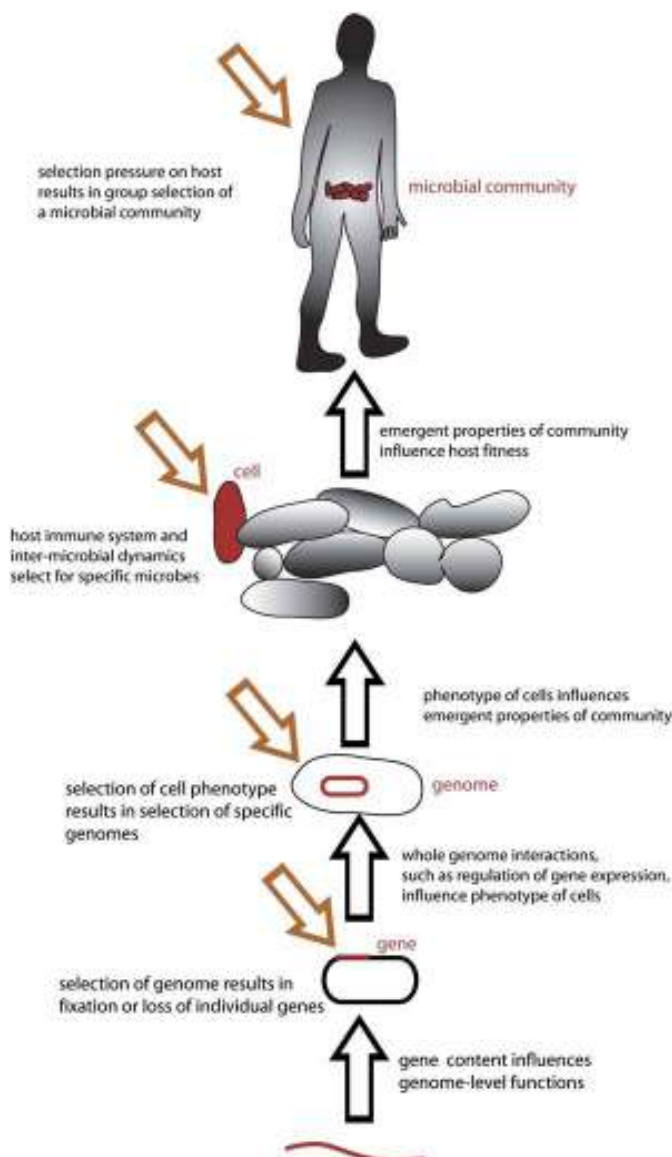 selection pressure on host
results in group selection of
a microbial community
microbial community
emergent properties of community
influence host fitness
cell
host immune system and
inter-microbial dynamics
select for specific microbes
phenotype of cells influences
emergent properties of community
selection of cell phenotype
results in selection of specific
genomes
genome
whole genome interactions,
such as regulation of gene expression,
influence phenotype of cells
gene
selection of genome results in
fixation or loss of individual genes
gene content influences
genome-level functions